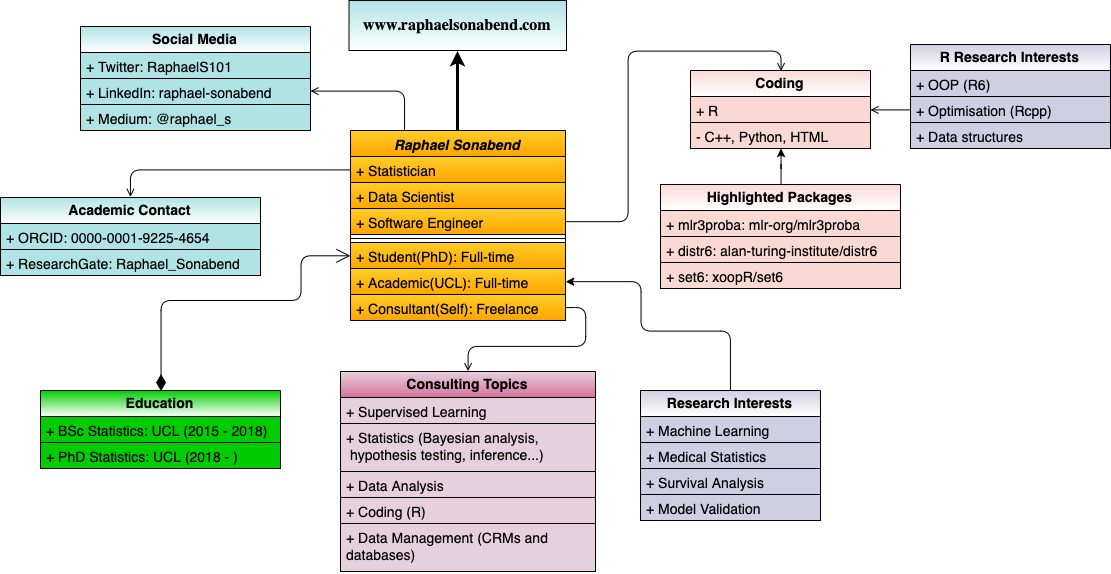 www.raphaelsonabend.com
Social Media
+ Twitter: RaphaelS101
+ LinkedIn: raphael-sonabend
+ Medium: @raphael_s
Raphael Sonabend
+ Statistician
+ Data Scientist
+ Software Engineer
+ Student(PhD): Full-time
+ Academic(UCL): Full-time
+ Consultant(Self): Freelance
Coding
+ R
- C++, Python, HTML
R Research Interests
+ OOP (R6)
+ Optimisation (Rcpp)
+ Data structures
Highlighted Packages
+ mlr3proba: mlr-org/mlr3proba
+ distr6: alan-turing-institute/distr6
+ set6: xoopR/set6
Academic Contact
+ ORCID: 0000-0001-9225-4654
+ ResearchGate: Raphael_Sonabend
Education
+ BSc Statistics: UCL (2015 - 2018)
+ PhD Statistics: UCL (2018 - )
Consulting Topics
+ Supervised Learning
+ Statistics (Bayesian analysis,
hypothesis testing, inference...)
+ Data Analysis
+ Coding (R)
+ Data Management (CRMs and
databases)
Research Interests
+ Machine Learning
+ Medical Statistics
+ Survival Analysis
+ Model Validation